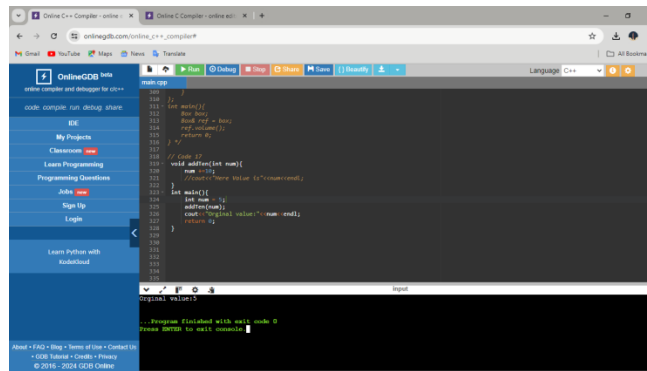 Online C++ Compiler - online e
Online C Compiler - online edit
onlinegdb.com/online_c++_compiler#
Gmail
YouTube
Maps
News
Translate
All Bookma
OnlineGDB beta
online compiler and debugger for c/c++
code. compile. run. debug. share.
IDE
My Projects
Classroom new
Learn Programming
Programming Questions
Jobs new
Sign Up
Login
Learn Python with
KodeKloud
About • FAQ • Blog • Terms of Use • Contact Us
• GDB Tutorial • Credits • Privacy
© 2016 - 2024 GDB Online
Run
Debug
Stop
Share
Save
{ } Beautify
Language C++
main.cpp
309 }
310 };
311 int main(){
312 Box box;
313 Box& ref = box;
314 ref.volume();
315 return 0;
316 } */
317
318 // Code 17
319 void addTen(int num){
320 num +=10;
321 //cout<<"Here Value is"<<num<<endl;
322 }
323 int main(){
324 int num = 5;
325 addTen(num);
326 cout<<"Orginal value:"<<num<<endl;
327 return 0;
328 }
329
330
331
332
333
334
335
input
Orginal value:5
...Program finished with exit code 0
Press ENTER to exit console.